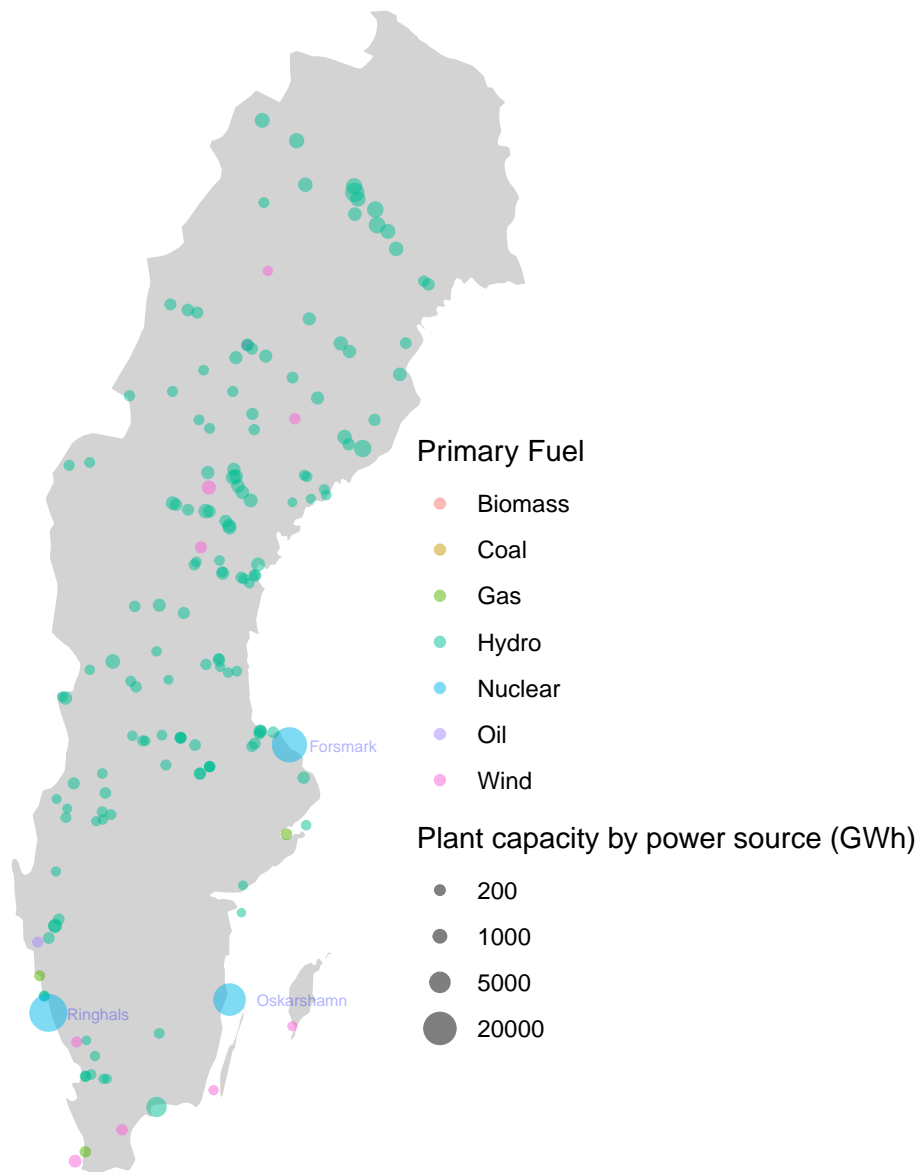 Primary Fuel
Biomass
Coal
Gas
Hydro
Nuclear
Forsmark
Oil
Wind
Plant capacity by power source (GWh)
200
1000
5000
Oskarshamn
Ringhals
20000